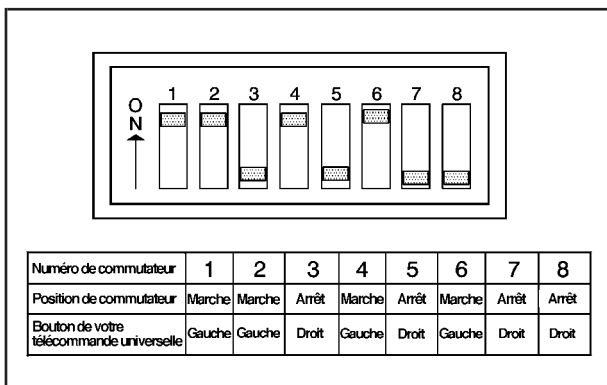 1 2 3 4 5 6 7 8
ON
Numéro de commutateur 1 2 3 4 5 6 7 8
Position de commutateur Marche Marche Arrêt Marche Arrêt Marche Arrêt Arrêt
Bouton de votre
télécommande universelle Gauche Gauche Droit Gauche Droit Gauche Droit Droit